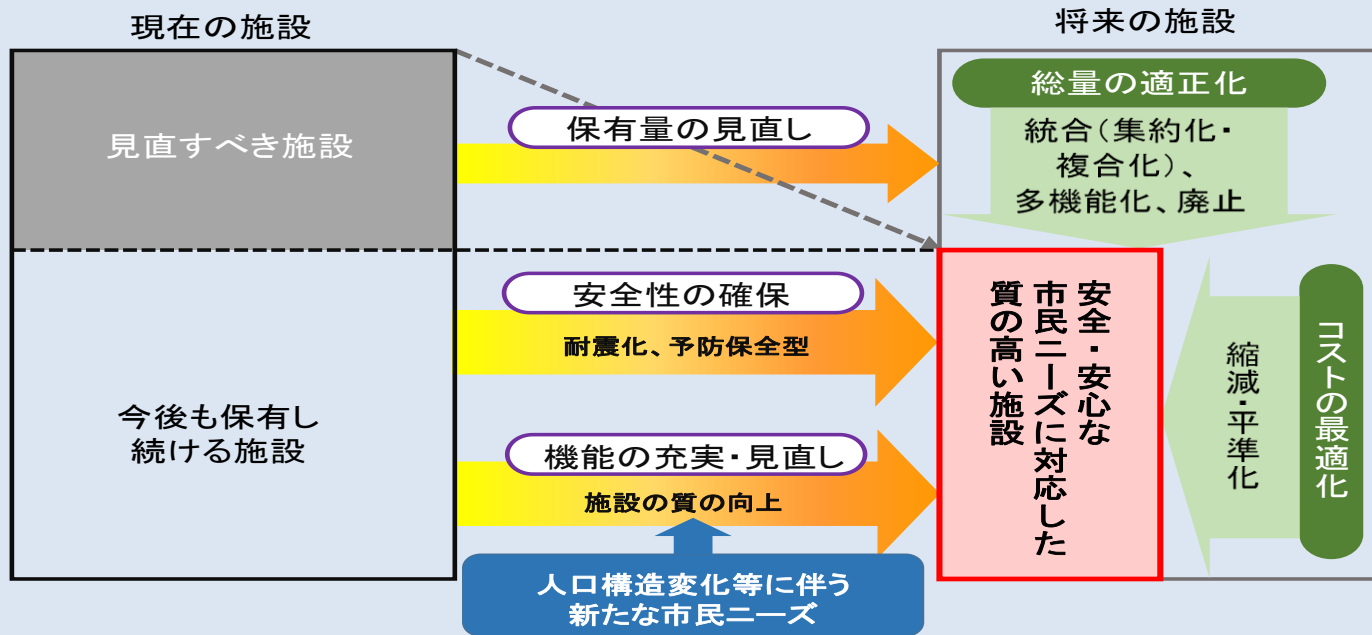 現在の施設
将来の施設
見直すべき施設
保有量の見直し
総量の適正化
統合(集約化・
複合化)、
多機能化、廃止
今後も保有し
続ける施設
安全性の確保
耐震化、予防保全型
機能の充実・見直し
施設の質の向上
人口構造変化等に伴う
新たな市民ニーズ
安全・安心な
市民ニーズに対応した
質の高い施設
縮減・平準化
コストの最適化